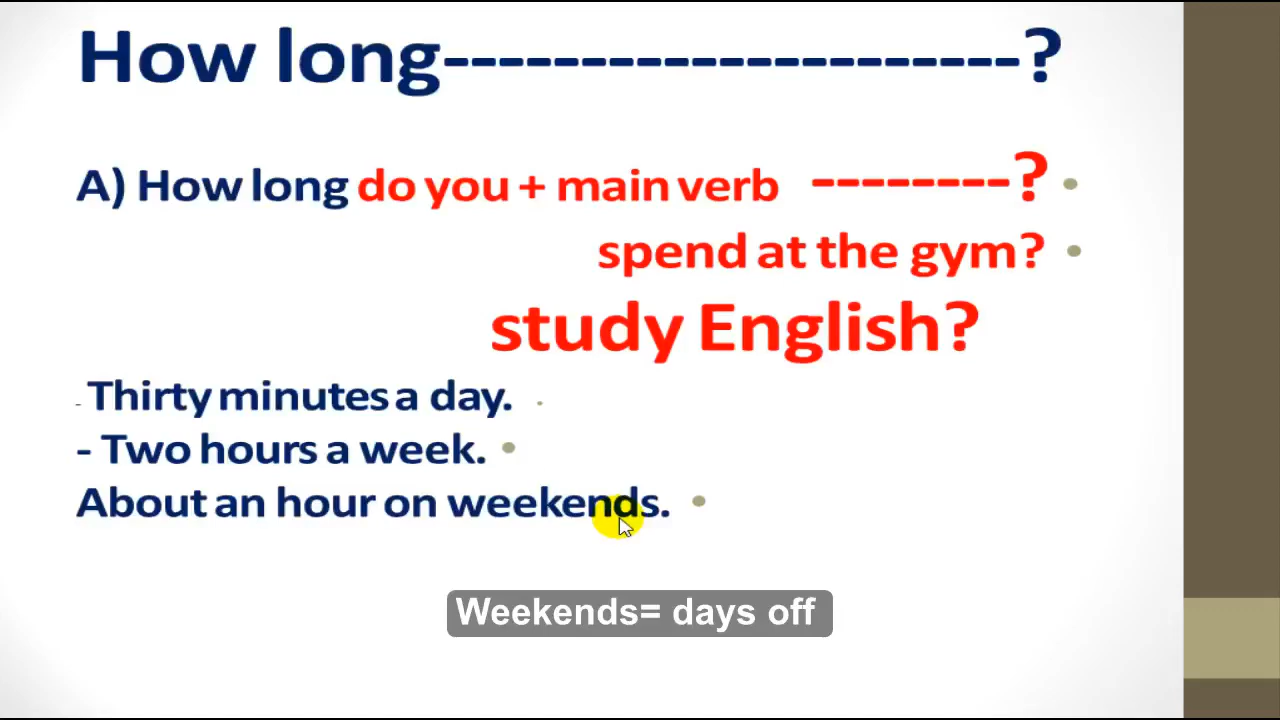 How long---------------------?
A) How long do you + main verb --------? •
spend at the gym? •
study English?
- Thirty minutes a day. •
- Two hours a week. •
About an hour on weekends. •
Weekends= days off